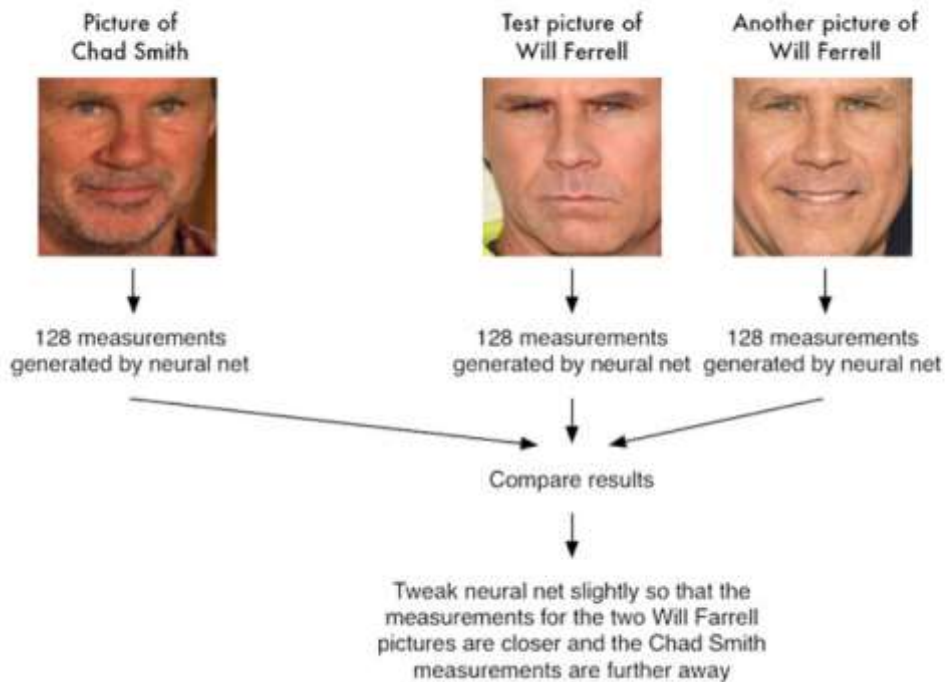 Picture of
Chad Smith
Test picture of
Will Ferrell
Another picture of
Will Ferrell
128 measurements
generated by neural net
128 measurements
generated by neural net
128 measurements
generated by neural net
Compare results
Tweak neural net slightly so that the
measurements for the two Will Farrell
pictures are closer and the Chad Smith
measurements are further away